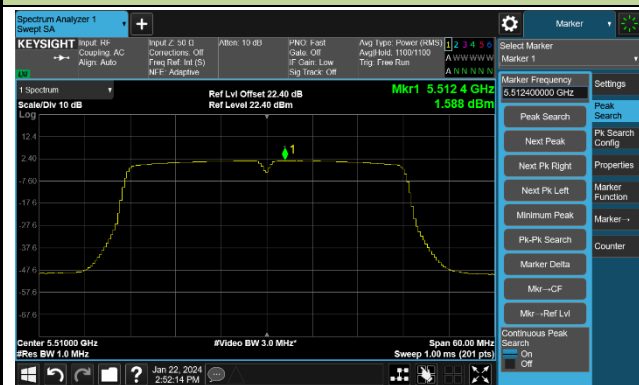 Spectrum Analyzer 1
Swept SA
+
Marker
KEYSIGHT
Input: RF
Coupling: AC
Align: Auto
Input Z: 50 Ω
Corrections: Off
Freq Ref: Int (S)
NFE: Adaptive
Atten: 10 dB
PNO: Fast
Gate: Off
IF Gain: Low
Sig Track: Off
Avg Type: Power (RMS)
Avg|Hold: 1100/1100
Trig: Free Run
1 2 3 4 5 6
A W W W W W
A N N N N N
LXI
Select Marker
Marker 1
1 Spectrum
Scale/Div 10 dB
Log
Ref Lvl Offset 22.40 dB
Ref Level 22.40 dBm
Mkr1 5.512 4 GHz
1.588 dBm
12.4
2.40
-7.60
-17.6
-27.6
-37.6
-47.6
-57.6
-67.6
1
Center 5.51000 GHz
#Res BW 1.0 MHz
#Video BW 3.0 MHz*
Span 60.00 MHz
Sweep 1.00 ms (201 pts)
Marker Frequency
5.512400000 GHz
Peak Search
Next Peak
Next Pk Right
Next Pk Left
Minimum Peak
Pk-Pk Search
Marker Delta
Mkr→CF
Mkr→Ref Lvl
Continuous Peak
Search
On
Off
Settings
Peak
Search
Pk Search
Config
Properties
Marker
Function
Marker→
Counter
?
Jan 22, 2024
2:52:14 PM